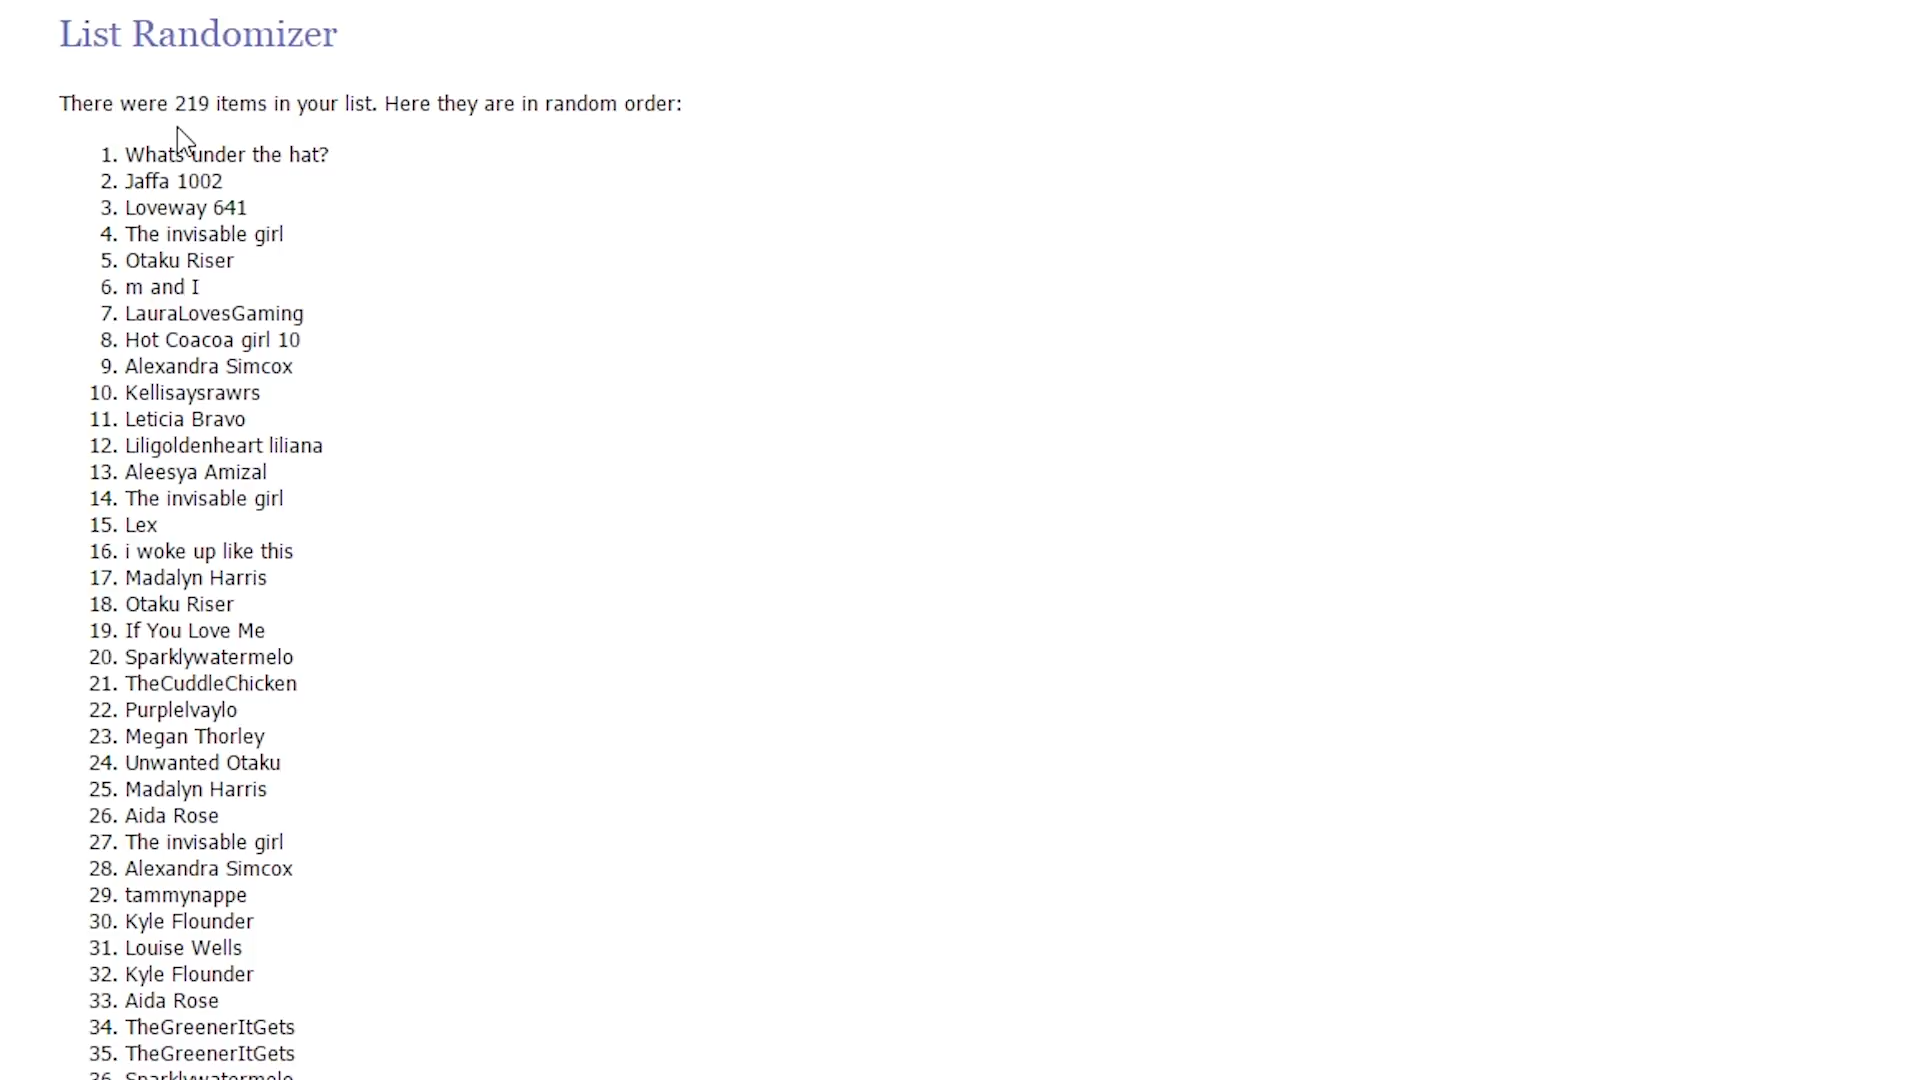 List Randomizer
There were 219 items in your list. Here they are in random order:
1. Whats under the hat?
2. Jaffa 1002
3. Loveway 641
4. The invisable girl
5. Otaku Riser
6. m and I
7. LauraLovesGaming
8. Hot Coacoa girl 10
9. Alexandra Simcox
10. Kellisaysrawrs
11. Leticia Bravo
12. Liligoldenheart liliana
13. Aleesya Amizal
14. The invisable girl
15. Lex
16. i woke up like this
17. Madalyn Harris
18. Otaku Riser
19. If You Love Me
20. Sparklywatermelo
21. TheCuddleChicken
22. Purplelvaylo
23. Megan Thorley
24. Unwanted Otaku
25. Madalyn Harris
26. Aida Rose
27. The invisable girl
28. Alexandra Simcox
29. tammynappe
30. Kyle Flounder
31. Louise Wells
32. Kyle Flounder
33. Aida Rose
34. TheGreenerItGets
35. TheGreenerItGets
36. Sparklywatermelo